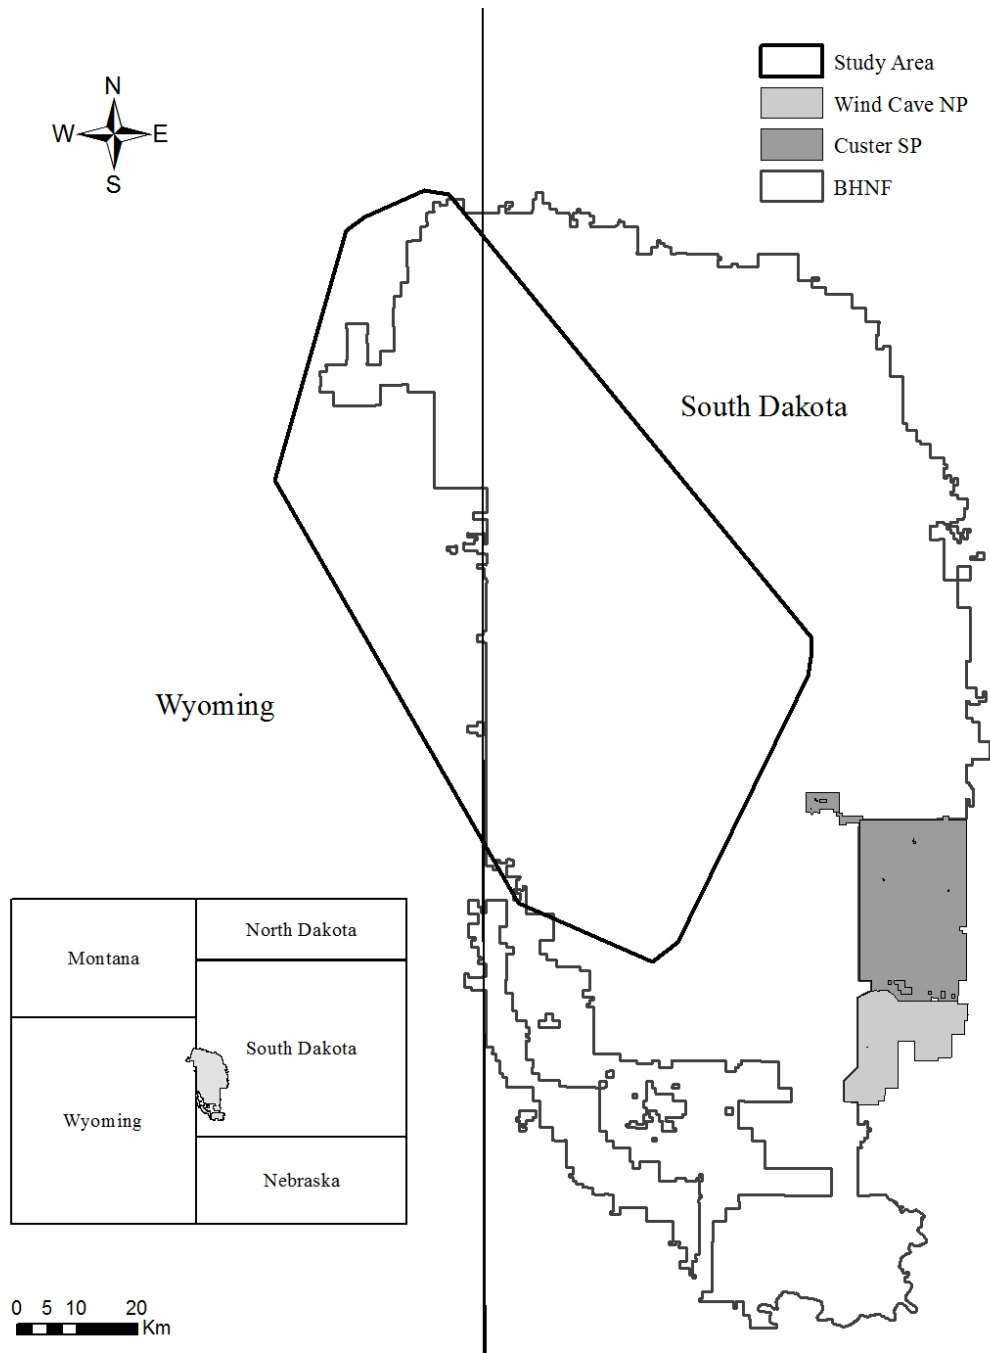 Study Area
Wind Cave NP
Custer SP
BHNF
N
W E
S
South Dakota
Wyoming
Montana
North Dakota
South Dakota
Wyoming
Nebraska
0 5 10 20
Km